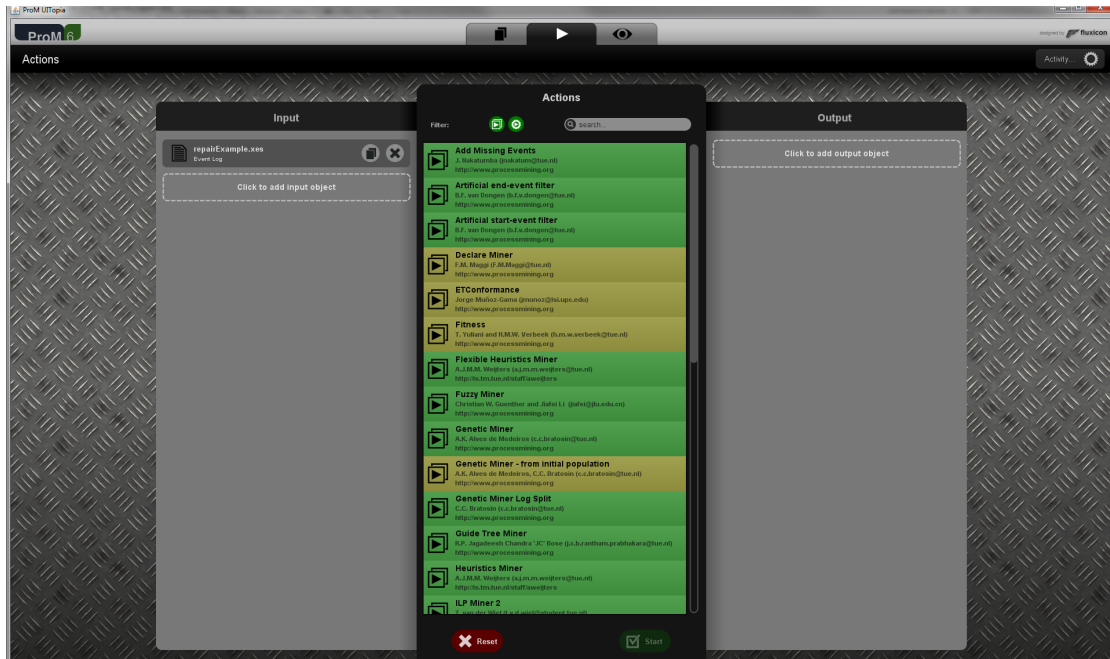 ProM UITopia
ProM 6
designed by fluxicon
Actions
Activity...
Input
repairExample.xes
Event Log
Click to add input object
Actions
Filter:
search...
Add Missing Events
J. Nakatumba (jnakatum@tue.nl)
http://www.processmining.org
Artificial end-event filter
B.F. van Dongen (b.f.v.dongen@tue.nl)
http://www.processmining.org
Artificial start-event filter
B.F. van Dongen (b.f.v.dongen@tue.nl)
http://www.processmining.org
Declare Miner
F.M. Maggi (F.M.Maggi@tue.nl)
http://www.processmining.org
ETConformance
Jorge Muñoz-Gama (jmunoz@lsi.upc.edu)
http://www.processmining.org
Fitness
T. Yuliani and H.M.W. Verbeek (h.m.w.verbeek@tue.nl)
http://www.processmining.org
Flexible Heuristics Miner
A.J.M.M. Weijters (a.j.m.m.weijters@tue.nl)
http://is.tm.tue.nl/staff/aweijters
Fuzzy Miner
Christian W. Guenther and Jiafei Li (jiafei@jlu.edu.cn)
http://www.processmining.org
Genetic Miner
A.K. Alves de Medeiros (c.c.bratosin@tue.nl)
http://www.processmining.org
Genetic Miner - from initial population
A.K. Alves de Medeiros, C.C. Bratosin (c.c.bratosin@tue.nl)
http://www.processmining.org
Genetic Miner Log Split
C.C. Bratosin (c.c.bratosin@tue.nl)
http://www.processmining.org
Guide Tree Miner
R.P. Jagadeesh Chandra 'JC' Bose (j.c.b.rantham.prabhakara@tue.nl)
http://www.processmining.org
Heuristics Miner
A.J.M.M. Weijters (a.j.m.m.weijters@tue.nl)
http://is.tm.tue.nl/staff/aweijters
ILP Miner 2
Reset
Start
Output
Click to add output object